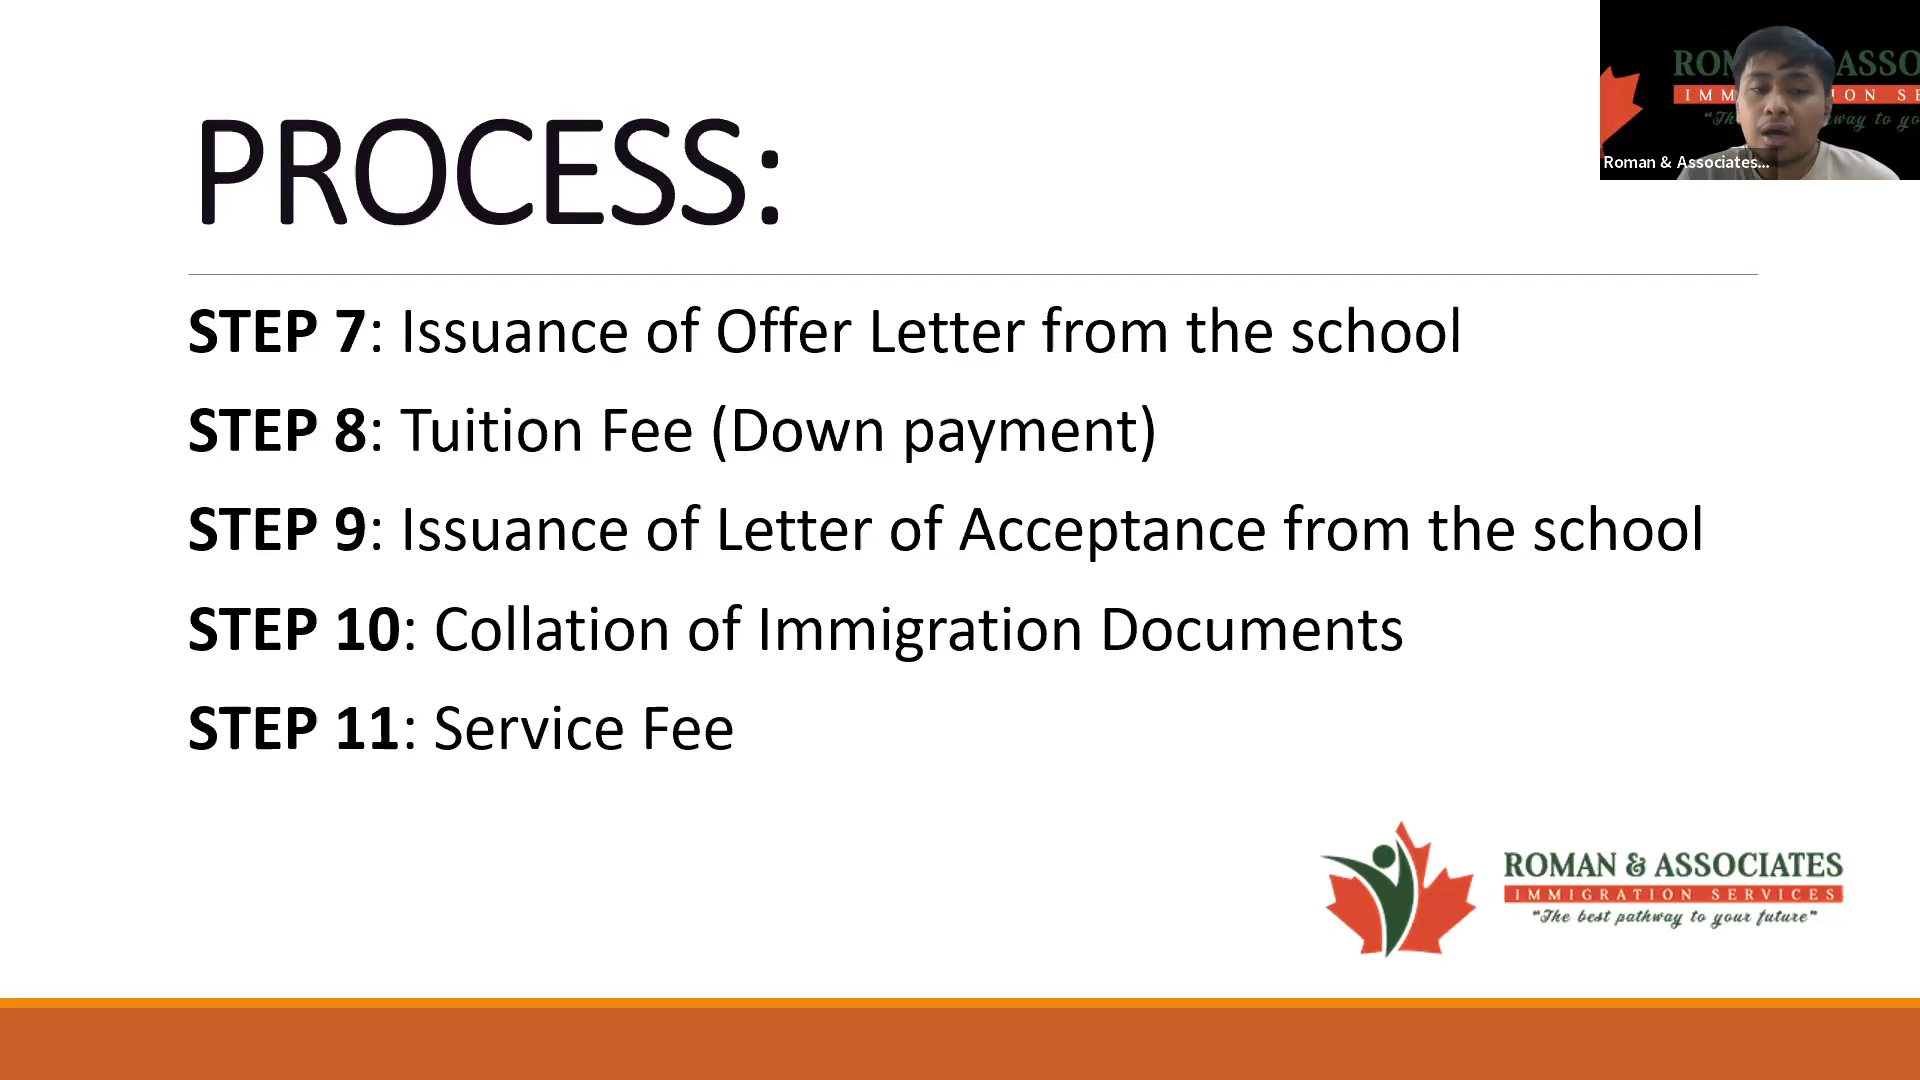 PROCESS:
STEP 7: Issuance of Offer Letter from the school
STEP 8: Tuition Fee (Down payment)
STEP 9: Issuance of Letter of Acceptance from the school
STEP 10: Collation of Immigration Documents
STEP 11: Service Fee
Roman & Associates...
ROMAN & ASSOCIATES
IMMIGRATION SERVICES
"The best pathway to your future"